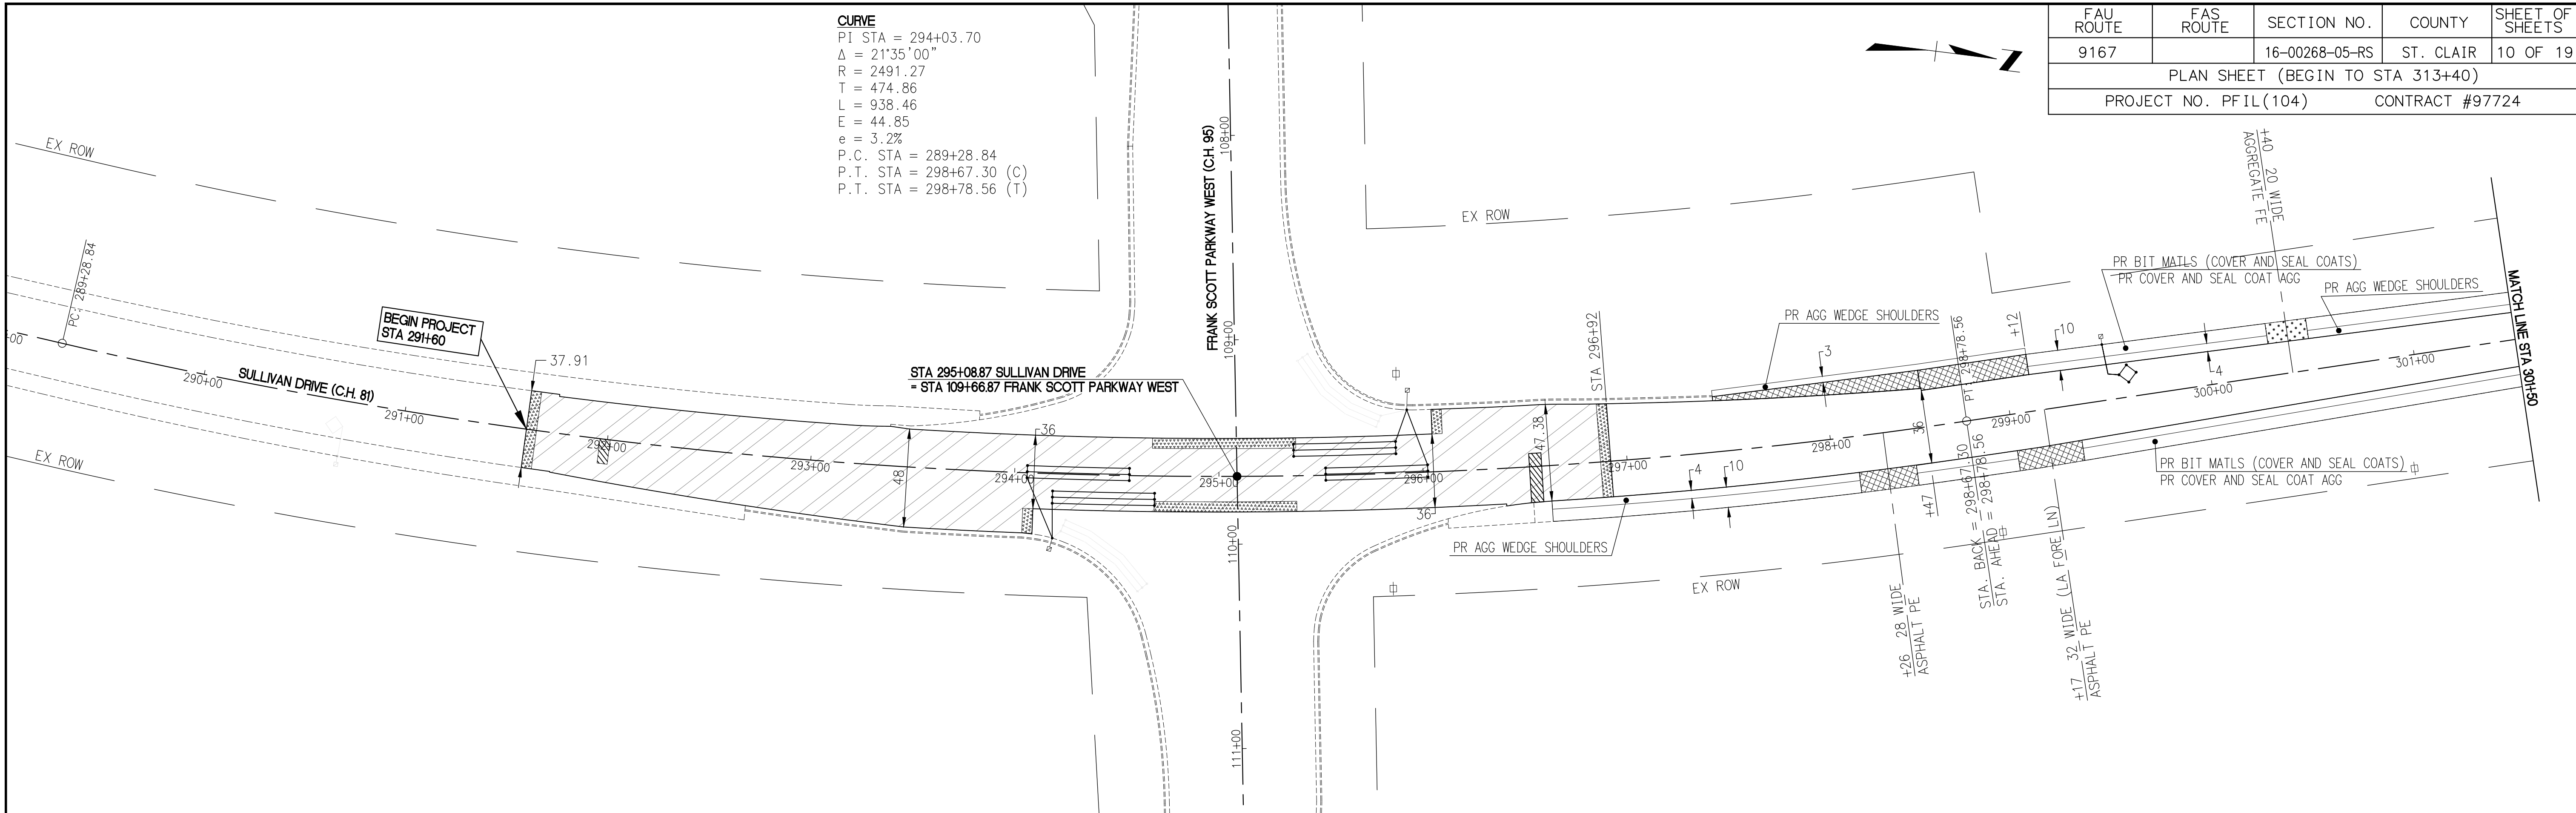 CURVE
PI STA = 294+03.70
Δ = 21°35'00"
R = 2491.27
T = 474.86
L = 938.46
E = 44.85
e = 3.2%
P.C. STA = 289+28.84
P.T. STA = 298+67.30 (C)
P.T. STA = 298+78.56 (T)
FAU ROUTE
FAS ROUTE
SECTION NO.
COUNTY
SHEET OF SHEETS
9167
16-00268-05-RS
ST. CLAIR
10 OF 19
PLAN SHEET (BEGIN TO STA 313+40)
PROJECT NO. PFIL(104) CONTRACT #97724
EX ROW
PC: 289+28.84
+00
290+00
SULLIVAN DRIVE (C.H. 81)
291+00
EX ROW
BEGIN PROJECT
STA 291+60
37.91
292+00
293+00
48
36
294+00
STA 295+08.87 SULLIVAN DRIVE
= STA 109+66.87 FRANK SCOTT PARKWAY WEST
FRANK SCOTT PARKWAY WEST (C.H. 95)
108+00
109+00
110+00
111+00
295+00
296+00
36
47.38
STA 296+92
297+00
298+00
EX ROW
PR AGG WEDGE SHOULDERS
3
4
10
PR AGG WEDGE SHOULDERS
EX ROW
36
PT: 298+78.56
+12
10
4
299+00
300+00
301+00
PR BIT MATLS (COVER AND SEAL COATS)
PR COVER AND SEAL COAT AGG
+40 20 WIDE
AGGREGATE FE
PR AGG WEDGE SHOULDERS
MATCH LINE STA 301+50
PR BIT MATLS (COVER AND SEAL COATS)
PR COVER AND SEAL COAT AGG
+26 28 WIDE
ASPHALT PE
+47
STA. BACK = 298+67.30
STA. AHEAD = 298+78.56
+17 32 WIDE (LA FORE LN)
ASPHALT PE